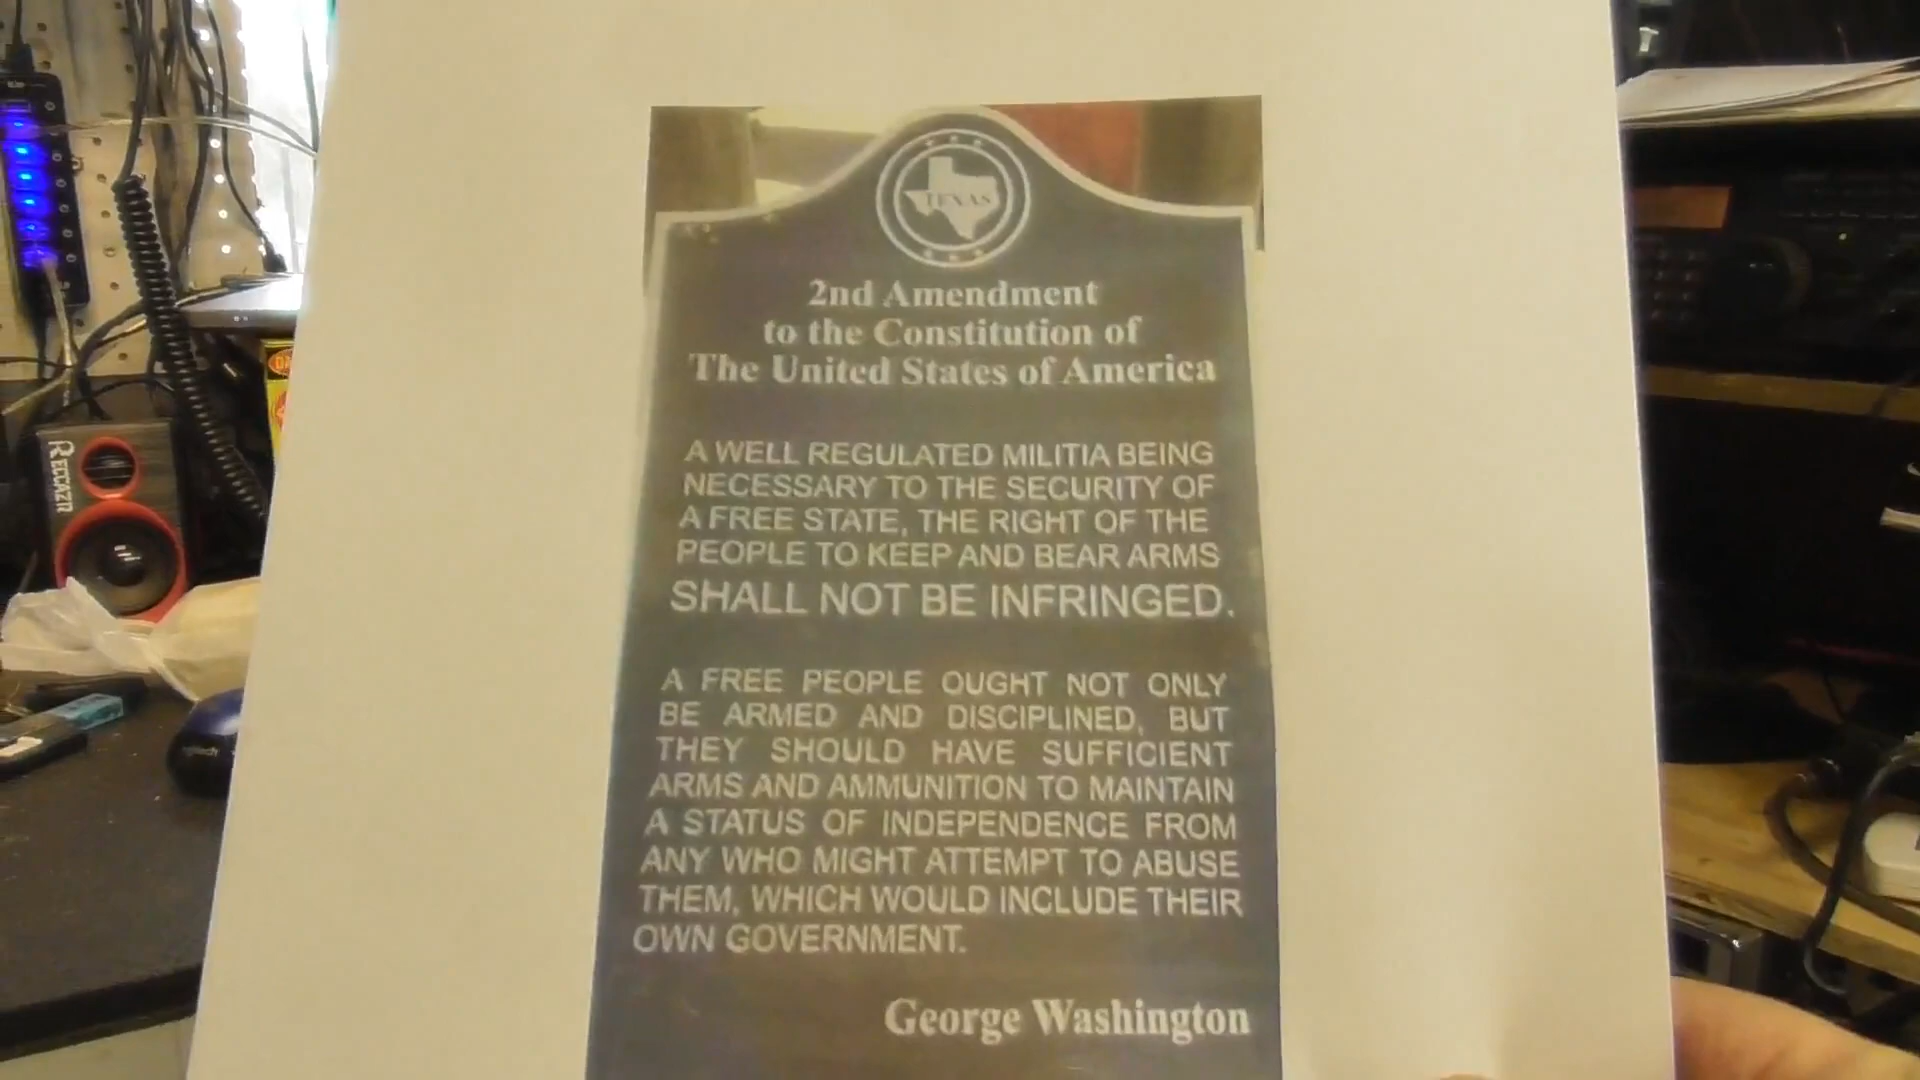 TEXAS
2nd Amendment
to the Constitution of
The United States of America
A WELL REGULATED MILITIA BEING
NECESSARY TO THE SECURITY OF
A FREE STATE, THE RIGHT OF THE
PEOPLE TO KEEP AND BEAR ARMS
SHALL NOT BE INFRINGED.
A FREE PEOPLE OUGHT NOT ONLY
BE ARMED AND DISCIPLINED, BUT
THEY SHOULD HAVE SUFFICIENT
ARMS AND AMMUNITION TO MAINTAIN
A STATUS OF INDEPENDENCE FROM
ANY WHO MIGHT ATTEMPT TO ABUSE
THEM, WHICH WOULD INCLUDE THEIR
OWN GOVERNMENT.
George Washington
RECCAZR